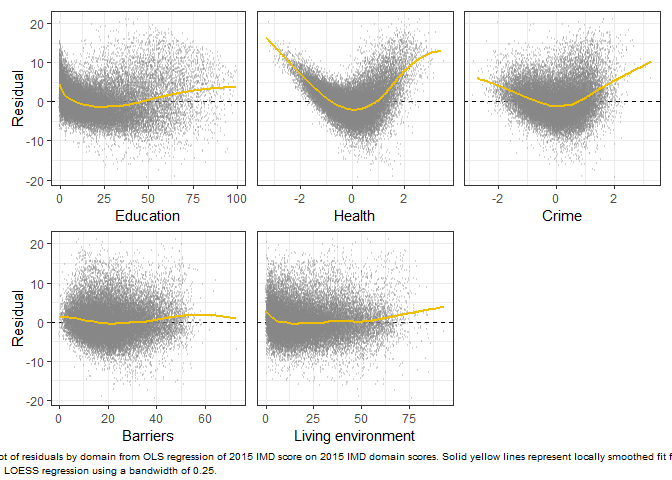 20
10
0
-10
-20
Residual
0 25 50 75 100
Education
-2 0 2
Health
-2 0 2
Crime
20
10
0
-10
-20
Residual
0 20 40 60
Barriers
0 25 50 75
Living environment
of residuals by domain from OLS regression of 2015 IMD score on 2015 IMD domain scores. Solid yellow lines represent locally smoothed fit
LOESS regression using a bandwidth of 0.25.